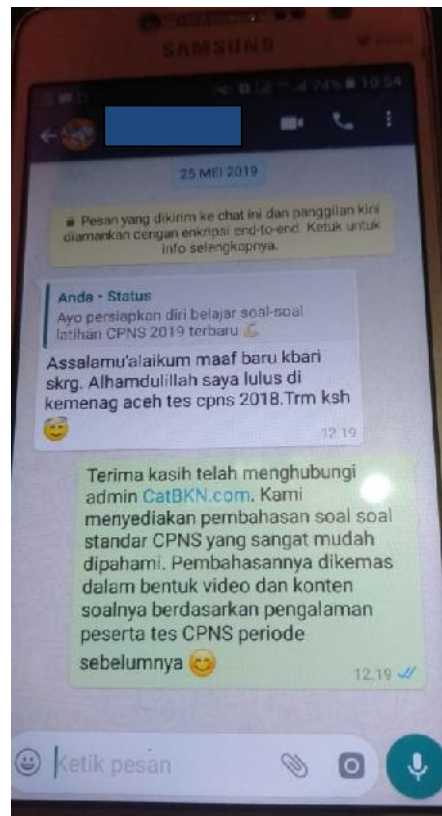 SAMSUNG
74% 10.54
25 MEI 2019
Pesan yang dikirim ke chat ini dan panggilan kini
diamankan dengan enkripsi end-to-end. Ketuk untuk
info selengkapnya.
Anda • Status
Ayo persiapkan diri belajar soal-soal
latihan CPNS 2019 terbaru 💪
Assalamu'alaikum maaf baru kbari
skrg. Alhamdulillah saya lulus di
kemenag aceh tes cpns 2018.Trm ksh
😇
12.19
Terima kasih telah menghubungi
admin CatBKN.com. Kami
menyediakan pembahasan soal soal
standar CPNS yang sangat mudah
dipahami. Pembahasannya dikemas
dalam bentuk video dan konten
soalnya berdasarkan pengalaman
peserta tes CPNS periode
sebelumnya 😊
12.19
Ketik pesan